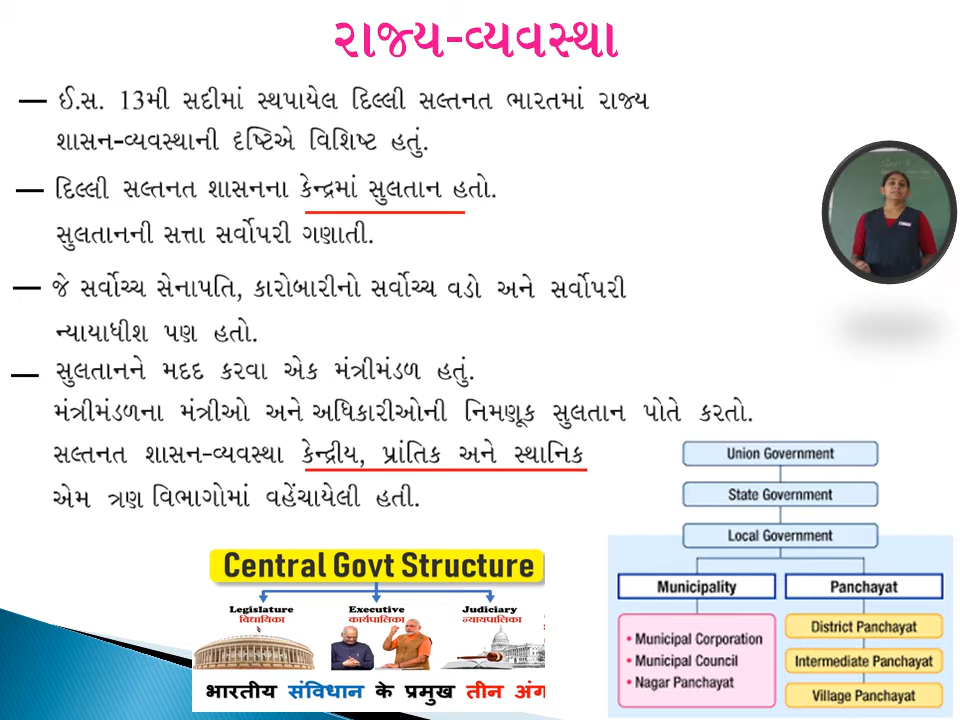 રાજ્ય-વ્યવસ્થા
— ઈ.સ. 13મી સદીમાં સ્થપાયેલ દિલ્લી સલ્તનત ભારતમાં રાજ્ય
શાસન-વ્યવસ્થાની દૃષ્ટિએ વિશિષ્ટ હતું.
— દિલ્લી સલ્તનત શાસનના કેન્દ્રમાં સુલતાન હતો.
સુલતાનની સત્તા સર્વોપરી ગણાતી.
— જે સર્વોચ્ચ સેનાપતિ, કારોબારીનો સર્વોચ્ચ વડો અને સર્વોપરી
ન્યાયાધીશ પણ હતો.
— સુલતાનને મદદ કરવા એક મંત્રીમંડળ હતું.
મંત્રીમંડળના મંત્રીઓ અને અધિકારીઓની નિમણૂક સુલતાન પોતે કરતો.
સલ્તનત શાસન-વ્યવસ્થા કેન્દ્રીય, પ્રાંતિક અને સ્થાનિક
એમ ત્રણ વિભાગોમાં વહેંચાયેલી હતી.
Central Govt Structure
Legislature Executive Judiciary
विधायिका कार्यपालिका न्यायपालिका
भारतीय संविधान के प्रमुख तीन अंग
Union Government
State Government
Local Government
Municipality Panchayat
• Municipal Corporation
• Municipal Council
• Nagar Panchayat
District Panchayat
Intermediate Panchayat
Village Panchayat